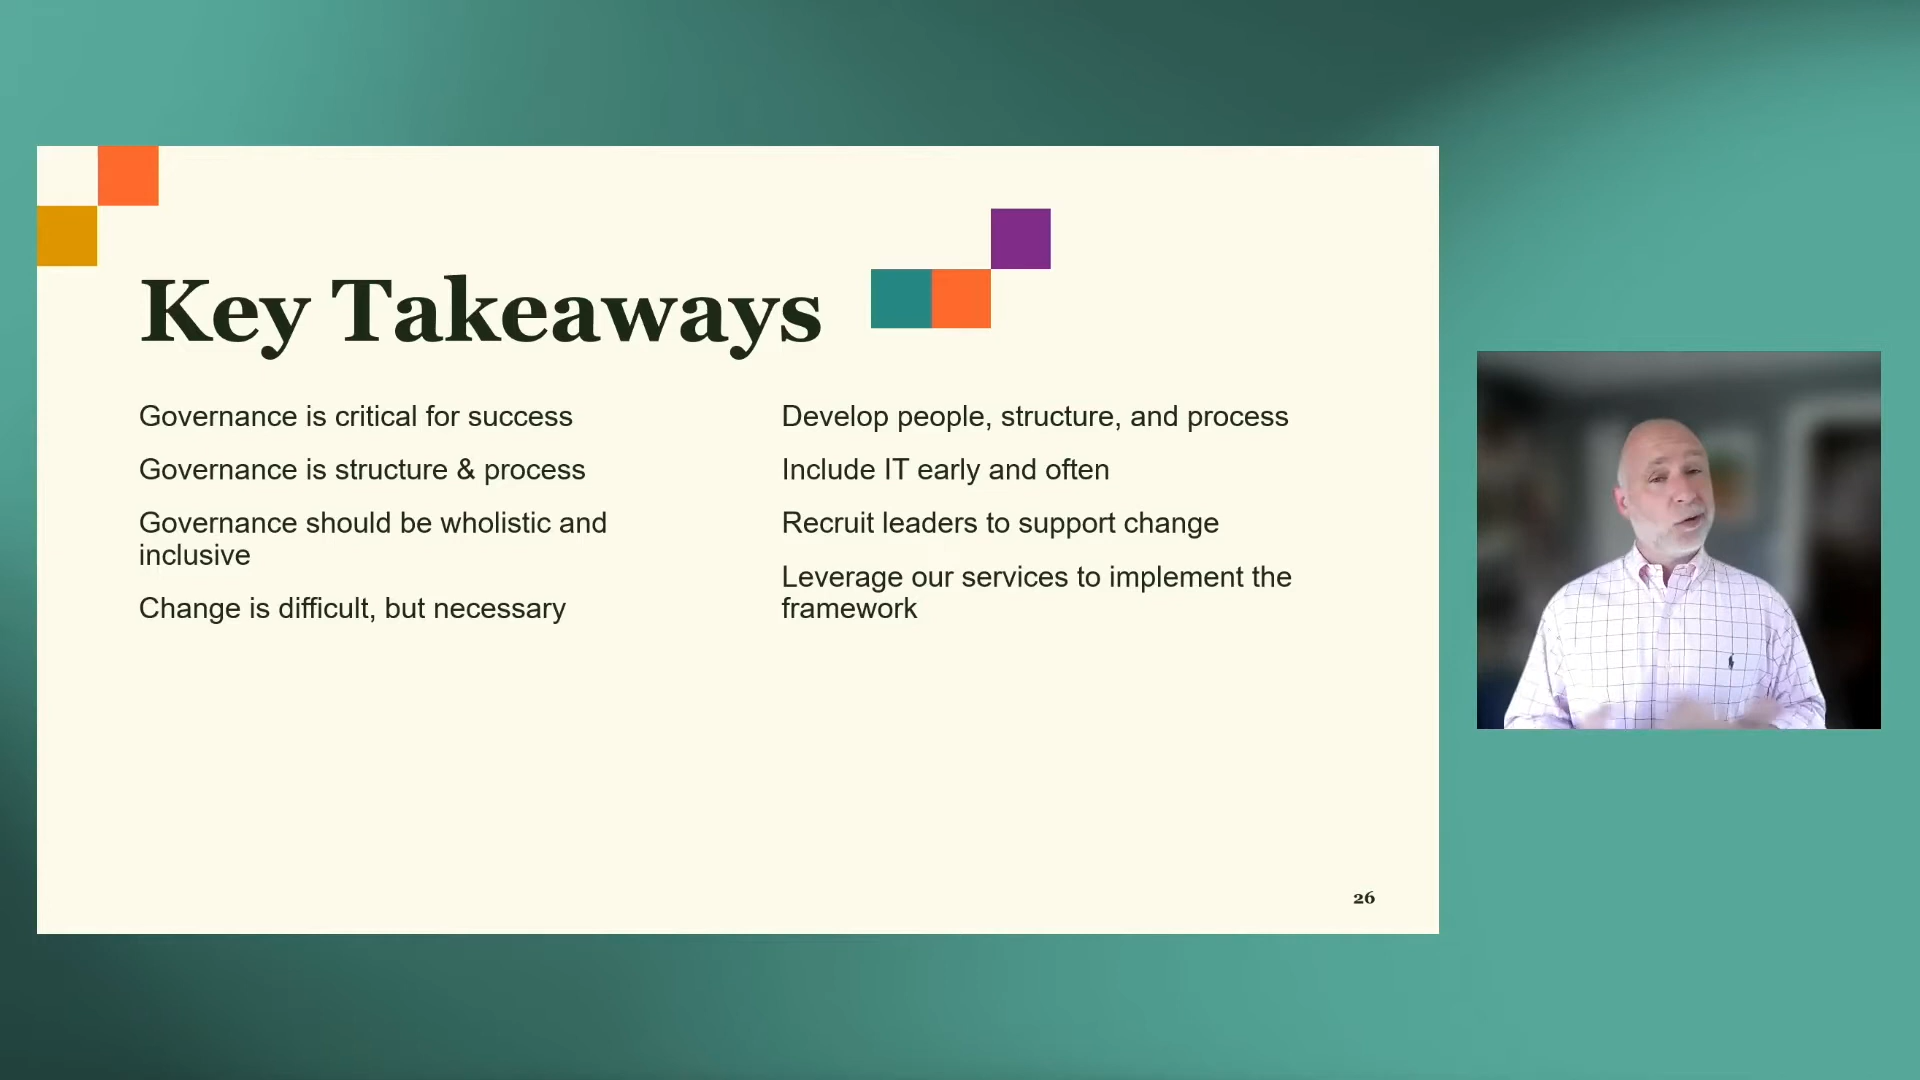 Key Takeaways
Governance is critical for success
Governance is structure & process
Governance should be wholistic and
inclusive
Change is difficult, but necessary
Develop people, structure, and process
Include IT early and often
Recruit leaders to support change
Leverage our services to implement the
framework
26